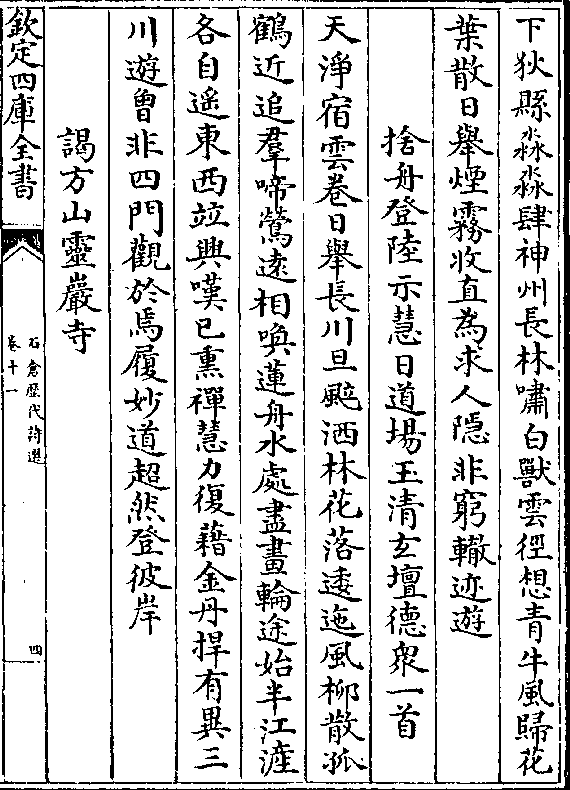 下狄縣淼淼肆神州長林嘯白獸雲徑想青牛風歸花
葉散日舉煙霧收直為求人隱非窮轍迹遊
捨舟登陸示慧日道場玉清玄壇德衆一首
天淨宿雲卷日舉長川旦颭洒林花落逶迤風柳散孤
鶴近追羣啼鶯遠相喚蓮舟水處盡畫輪途始半江漄
各自遙東西竝興嘆已熏禪慧力復藉金丹捍有異三
川遊曾非四門觀於焉履妙道超然登彼岸
謁方山靈巖寺
欽定四庫全書
石倉歷代詩選
卷十一
四